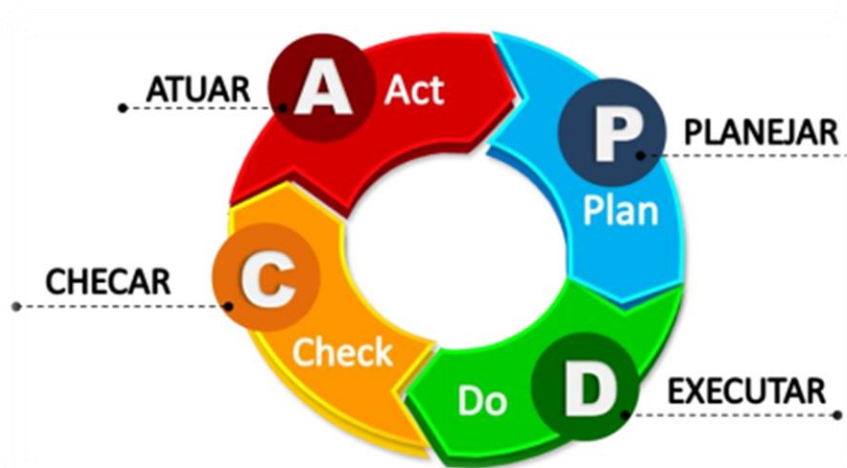 ATUAR
A
Act
P
PLANEJAR
Plan
C
CHECAR
Check
D
Do
EXECUTAR